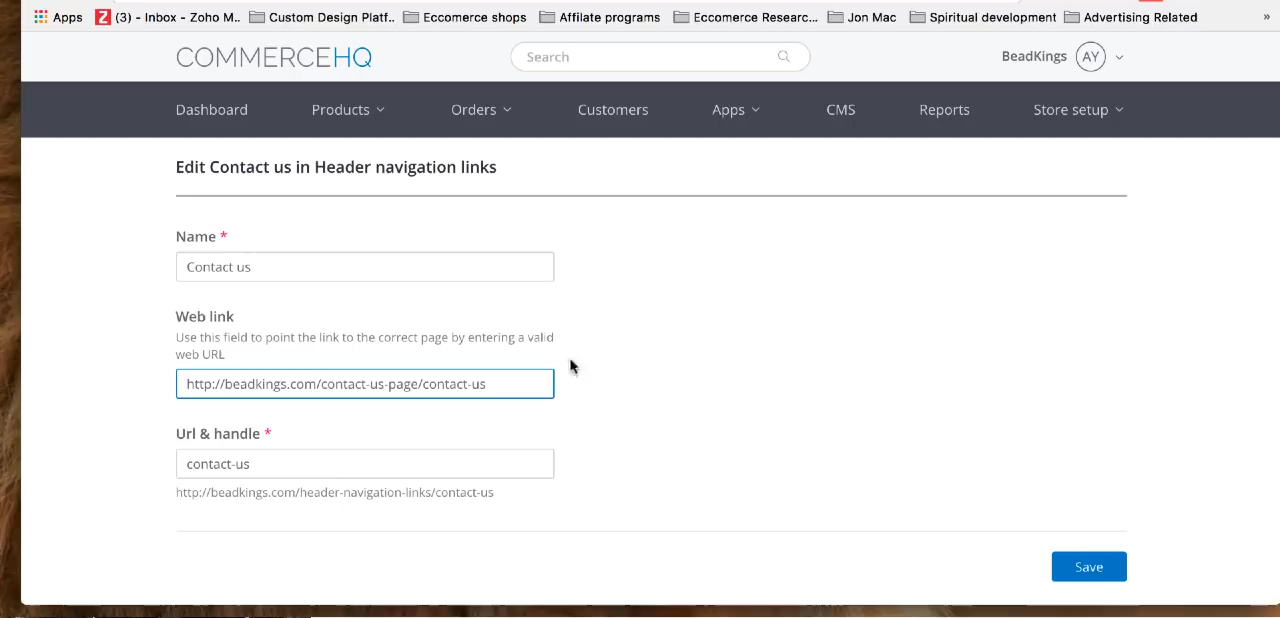 Apps Z (3) - Inbox - Zoho M.. Custom Design Platf.. Eccomerce shops Affilate programs Eccomerce Researc... Jon Mac Spiritual development Advertising Related »
COMMERCEHQ Search BeadKings AY
Dashboard Products Orders Customers Apps CMS Reports Store setup
Edit Contact us in Header navigation links
Name *
Contact us
Web link
Use this field to point the link to the correct page by entering a valid
web URL
http://beadkings.com/contact-us-page/contact-us
Url & handle *
contact-us
http://beadkings.com/header-navigation-links/contact-us
Save